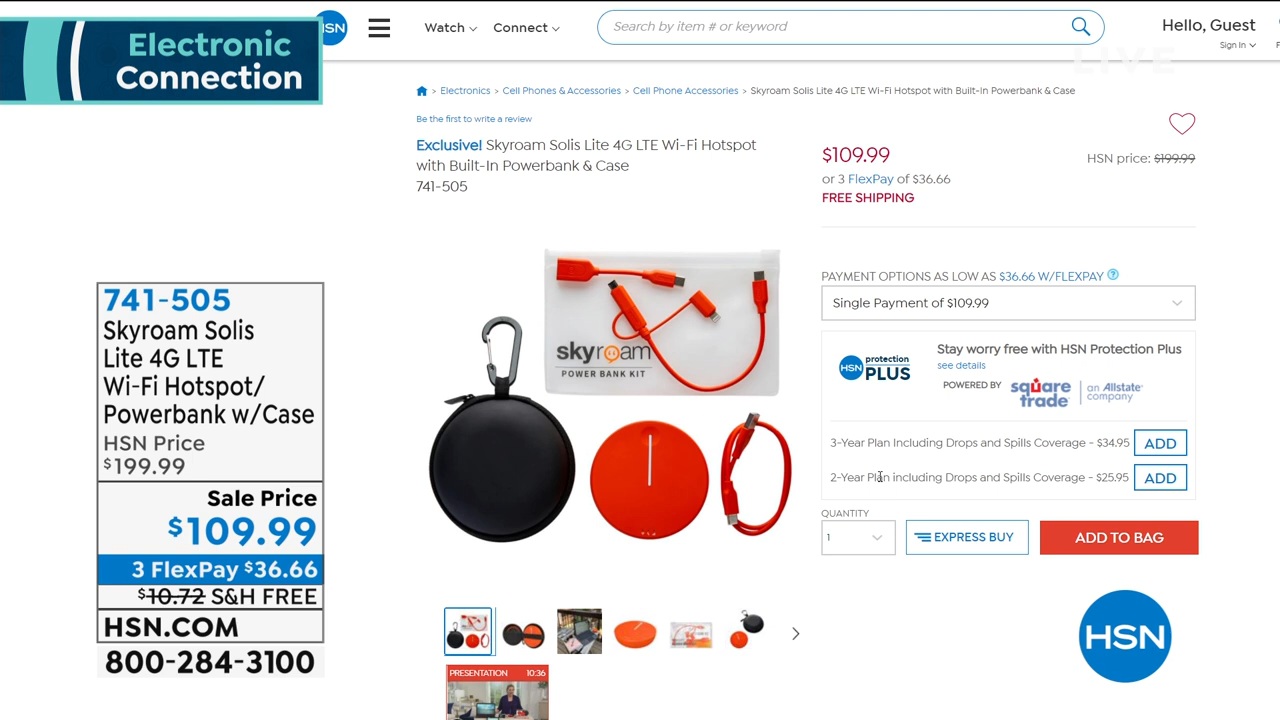 Electronic
Connection
HSN
Watch
Connect
Search by item # or keyword
Hello, Guest
Sign In
LIVE
Electronics > Cell Phones & Accessories > Cell Phone Accessories > Skyroam Solis Lite 4G LTE Wi-Fi Hotspot with Built-In Powerbank & Case
Be the first to write a review
Exclusive! Skyroam Solis Lite 4G LTE Wi-Fi Hotspot
with Built-In Powerbank & Case
741-505
$109.99
HSN price: $199.99
or 3 FlexPay of $36.66
FREE SHIPPING
PAYMENT OPTIONS AS LOW AS $36.66 W/FLEXPAY ?
Single Payment of $109.99
HSN protection PLUS
Stay worry free with HSN Protection Plus
see details
POWERED BY square trade | an Allstate company
3-Year Plan Including Drops and Spills Coverage - $34.95 ADD
2-Year Plan including Drops and Spills Coverage - $25.95 ADD
QUANTITY
1
EXPRESS BUY
ADD TO BAG
skyroam
POWER BANK KIT
741-505
Skyroam Solis
Lite 4G LTE
Wi-Fi Hotspot/
Powerbank w/Case
HSN Price
$199.99
Sale Price
$109.99
3 FlexPay $36.66
$10.72 S&H FREE
HSN.COM
800-284-3100
PRESENTATION 10:36
HSN